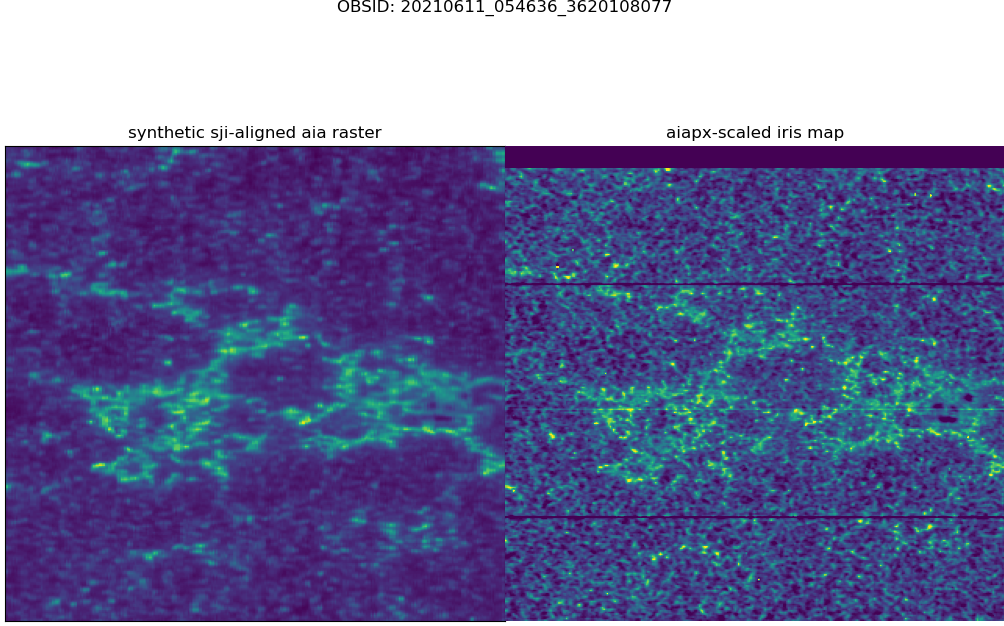 OBSID: 20210611_054636_3620108077
synthetic sji-aligned aia raster
aiapx-scaled iris map